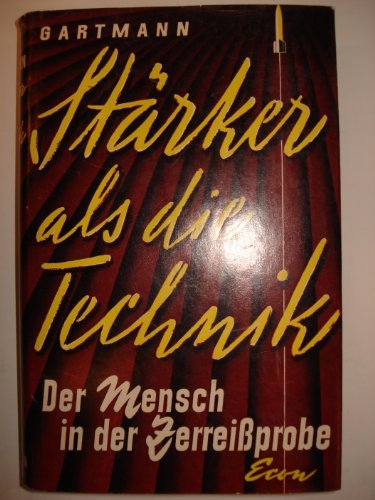 GARTMANN
Stärker
als die
Technik
Der Mensch
in der Zerreißprobe
Econ